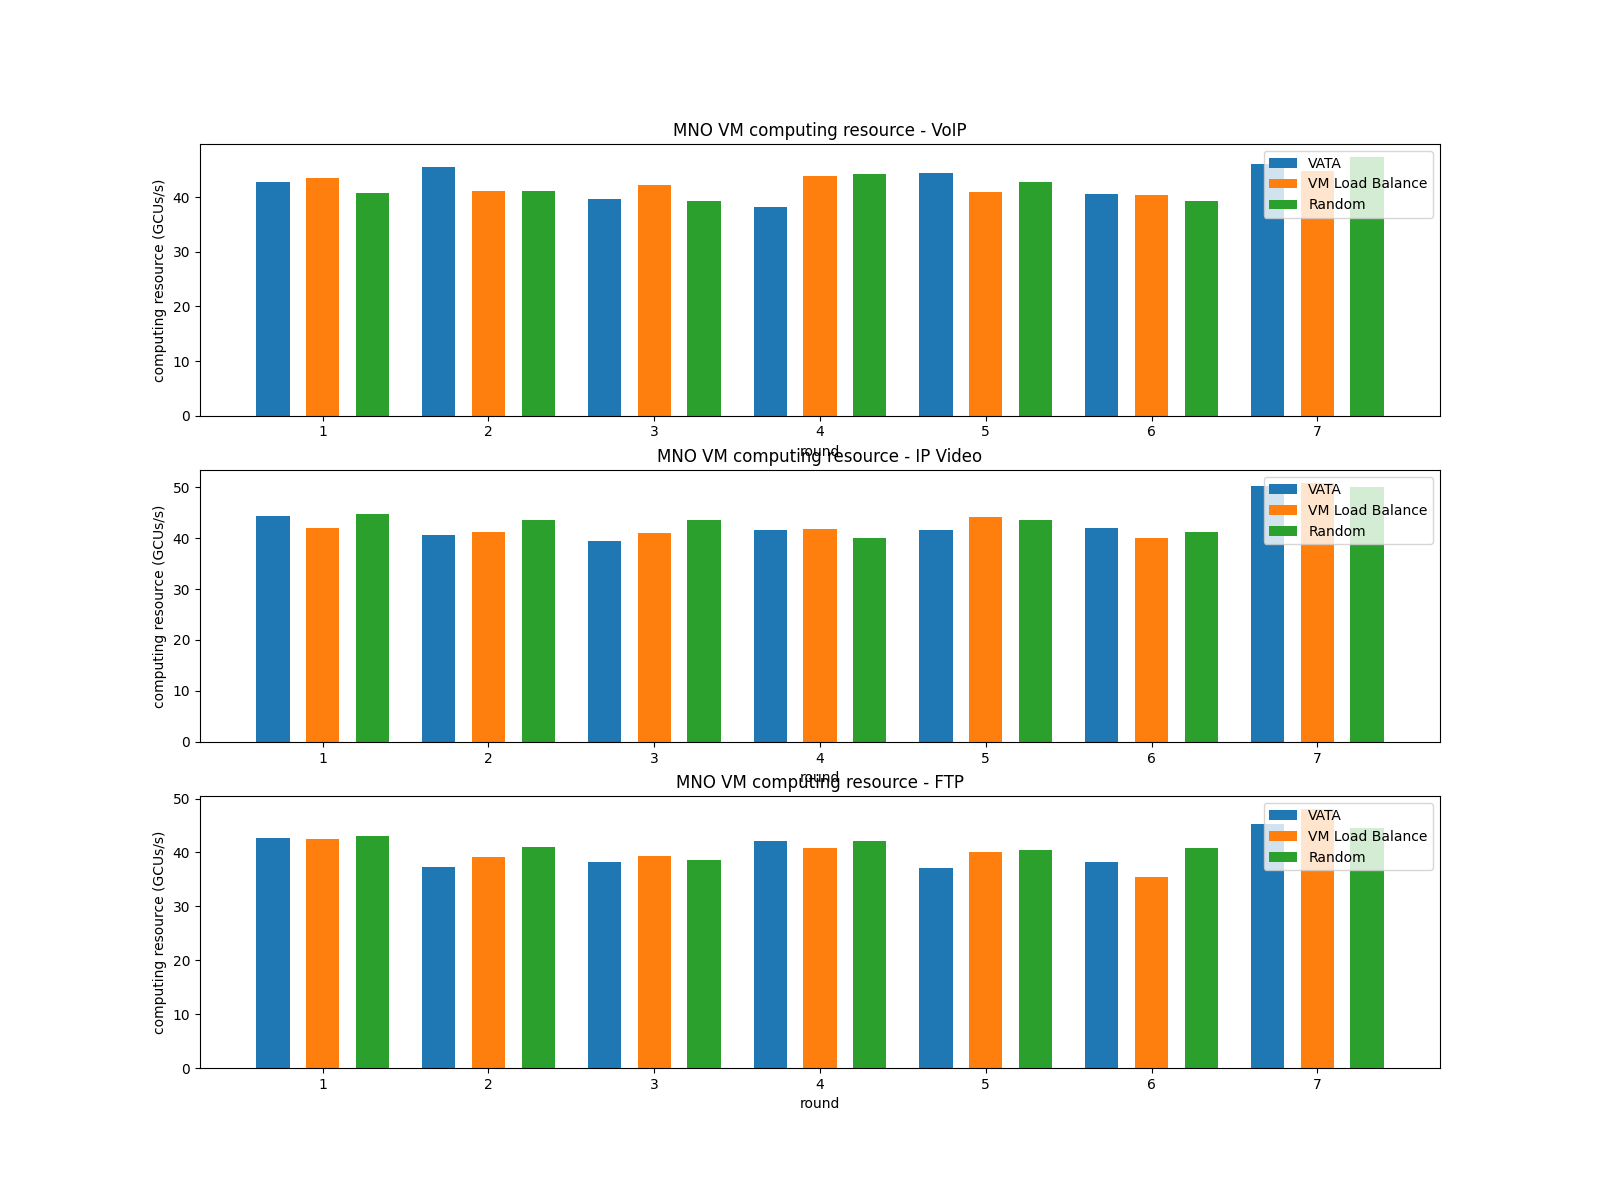 MNO VM computing resource - VoIP
computing resource (GCUs/s)
40
30
20
10
0
VATA
VM Load Balance
Random
1 2 3 4 5 6 7
round
MNO VM computing resource - IP Video
computing resource (GCUs/s)
50
40
30
20
10
0
VATA
VM Load Balance
Random
1 2 3 4 5 6 7
round
MNO VM computing resource - FTP
computing resource (GCUs/s)
50
40
30
20
10
0
VATA
VM Load Balance
Random
1 2 3 4 5 6 7
round